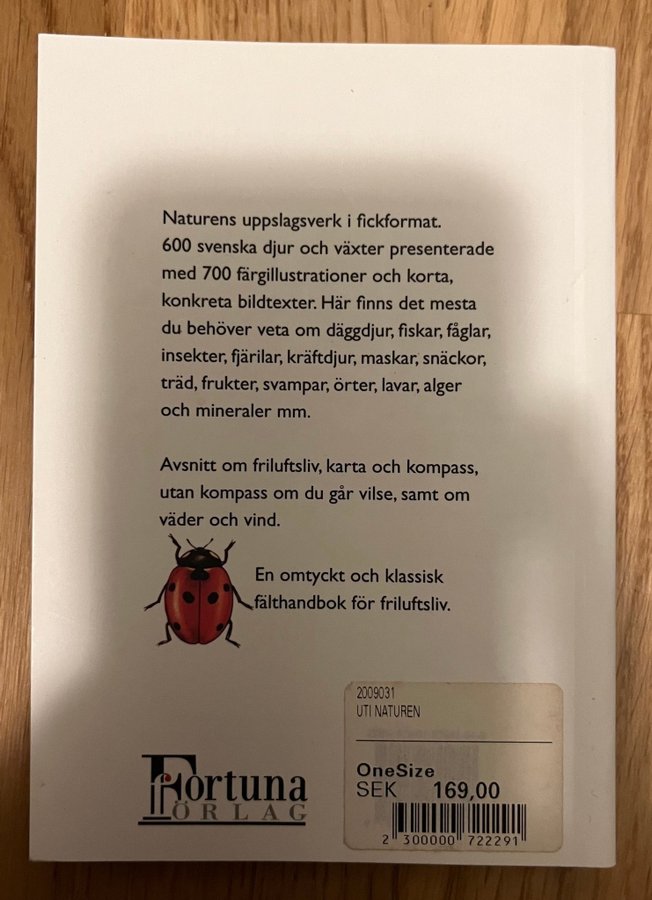 Naturens uppslagsverk i fickformat.
600 svenska djur och växter presenterade
med 700 färgillustrationer och korta,
konkreta bildtexter. Här finns det mesta
du behöver veta om däggdjur, fiskar, fåglar,
insekter, fjärilar, kräftdjur, maskar, snäckor,
träd, frukter, svampar, örter, lavar, alger
och mineraler mm.
Avsnitt om friluftsliv, karta och kompass,
utan kompass om du går vilse, samt om
väder och vind.
En omtyckt och klassisk
fälthandbok för friluftsliv.
2009031
UTI NATUREN
OneSize
SEK 169,00
2 300000 722291
Fortuna
FÖRLAG